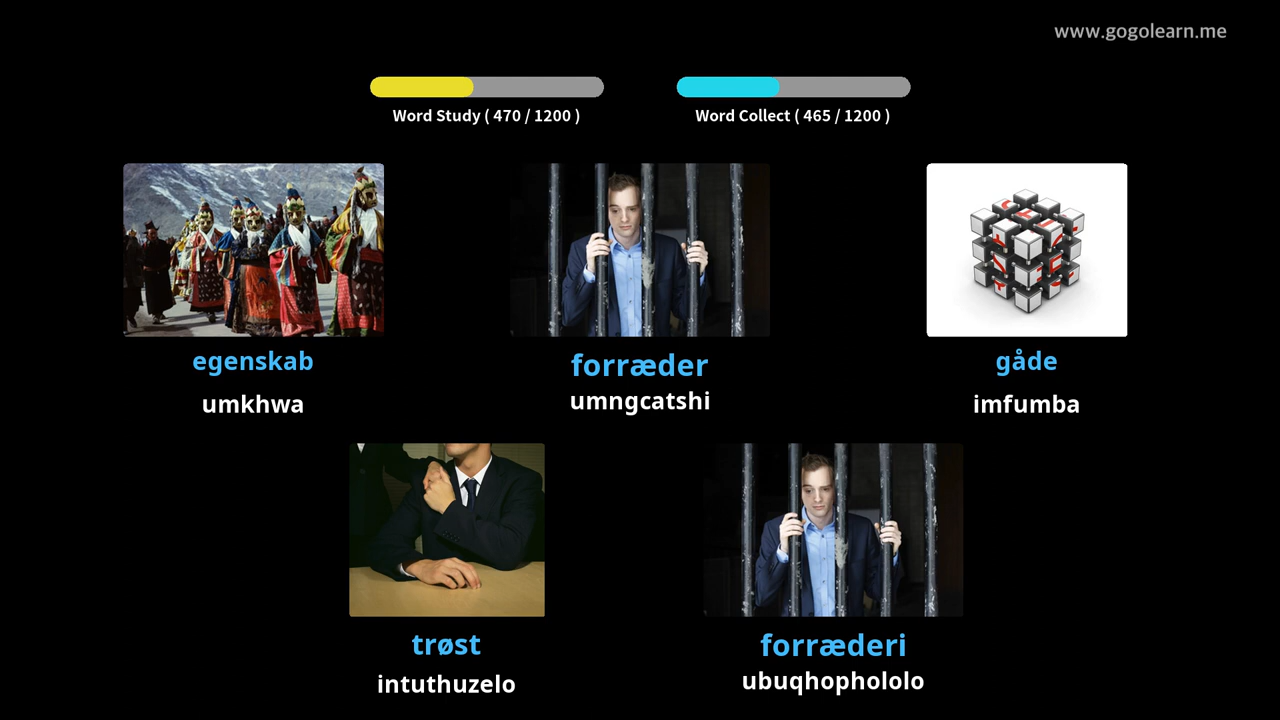 www.gogolearn.me
Word Study ( 470 / 1200 )
Word Collect ( 465 / 1200 )
egenskab
forræder
gåde
umkhwa
umngcatshi
imfumba
trøst
forræderi
intuthuzelo
ubuqhophololo